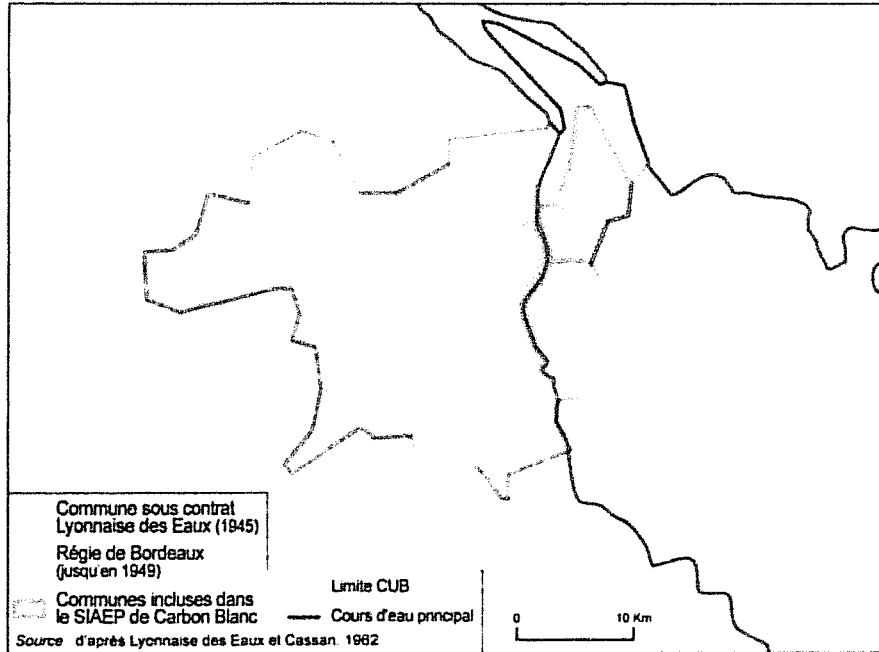 Commune sous contrat
Lyonnaise des Eaux (1945)
Régie de Bordeaux
(jusqu'en 1949)
Communes incluses dans
le SIAEP de Carbon Blanc
Limite CUB
Cours d'eau principal
Source d'après Lyonnaise des Eaux et Cassan. 1982
0 10 Km